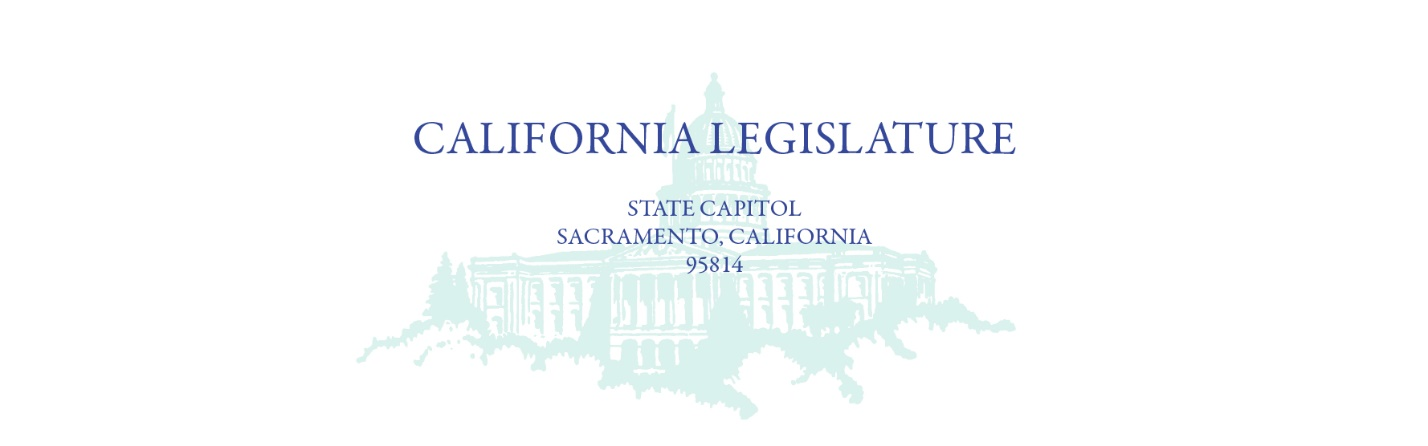 CALIFORNIA LEGISLATURE
STATE CAPITOL
SACRAMENTO, CALIFORNIA
95814